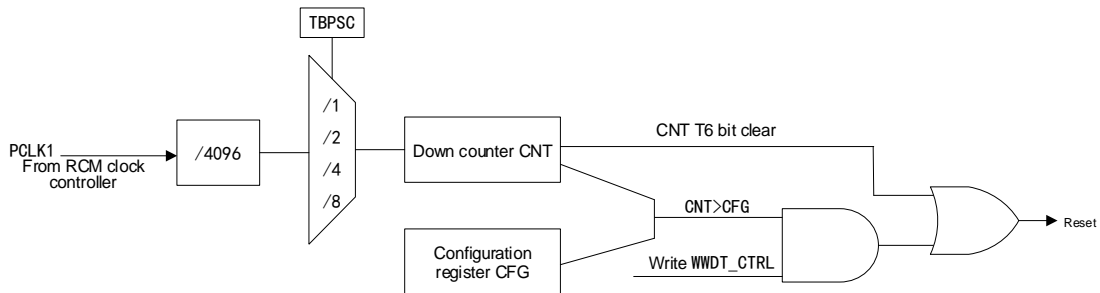 TBPSC
/1
/2
/4
/8
PCLK1
From RCM clock
controller
/4096
Down counter CNT
CNT T6 bit clear
CNT>CFG
Configuration
register CFG
Write WWDT_CTRL
Reset